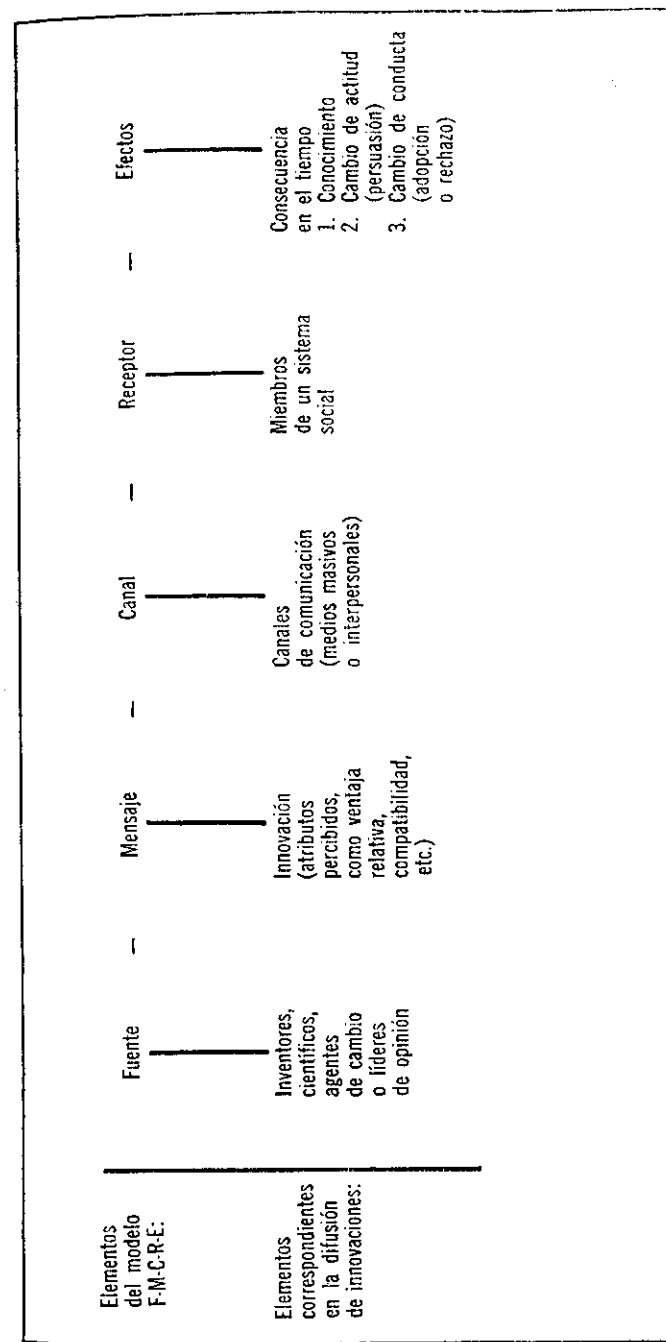 Elementos
del modelo
F-M-C-R-E:
Fuente — Mensaje — Canal — Receptor — Efectos
Elementos
correspondientes
en la difusión
de innovaciones:
Inventores,
científicos,
agentes
de cambio
o líderes
de opinión
Innovación
(atributos
percibidos,
como ventaja
relativa,
compatibilidad,
etc.)
Canales
de comunicación
(medios masivos
o interpersonales)
Miembros
de un sistema
social
Consecuencia
en el tiempo
1. Conocimiento
2. Cambio de actitud
(persuasión)
3. Cambio de conducta
(adopción
o rechazo)